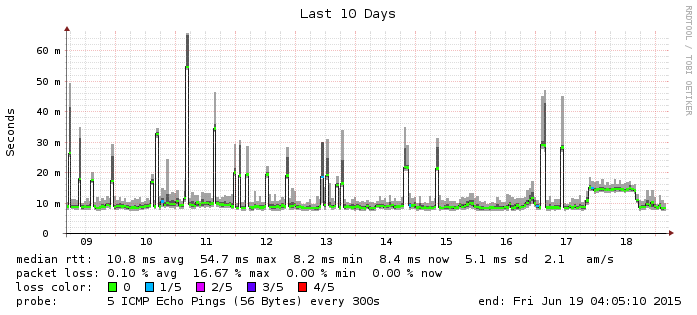 Last 10 Days
RRDTOOL / TOBI OETIKER
Seconds
60 m
50 m
40 m
30 m
20 m
10 m
0
09 10 11 12 13 14 15 16 17 18
median rtt: 10.8 ms avg 54.7 ms max 8.2 ms min 8.4 ms now 5.1 ms sd 2.1 am/s
packet loss: 0.10 % avg 16.67 % max 0.00 % min 0.00 % now
loss color: 0 1/5 2/5 3/5 4/5
probe: 5 ICMP Echo Pings (56 Bytes) every 300s end: Fri Jun 19 04:05:10 2015